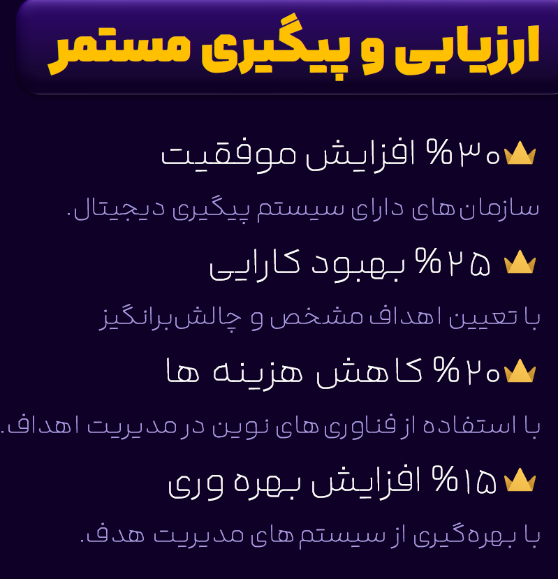 ارزیابی و پیگیری مستمر
%۳۰ افزایش موفقیت
سازمان‌های دارای سیستم پیگیری دیجیتال.
%۲۵ بهبود کارایی
با تعیین اهداف مشخص و چالش‌برانگیز
%۲۰ کاهش هزینه ها
با استفاده از فناوری‌های نوین در مدیریت اهداف.
%۱۵ افزایش بهره وری
با بهره‌گیری از سیستم‌های مدیریت هدف.